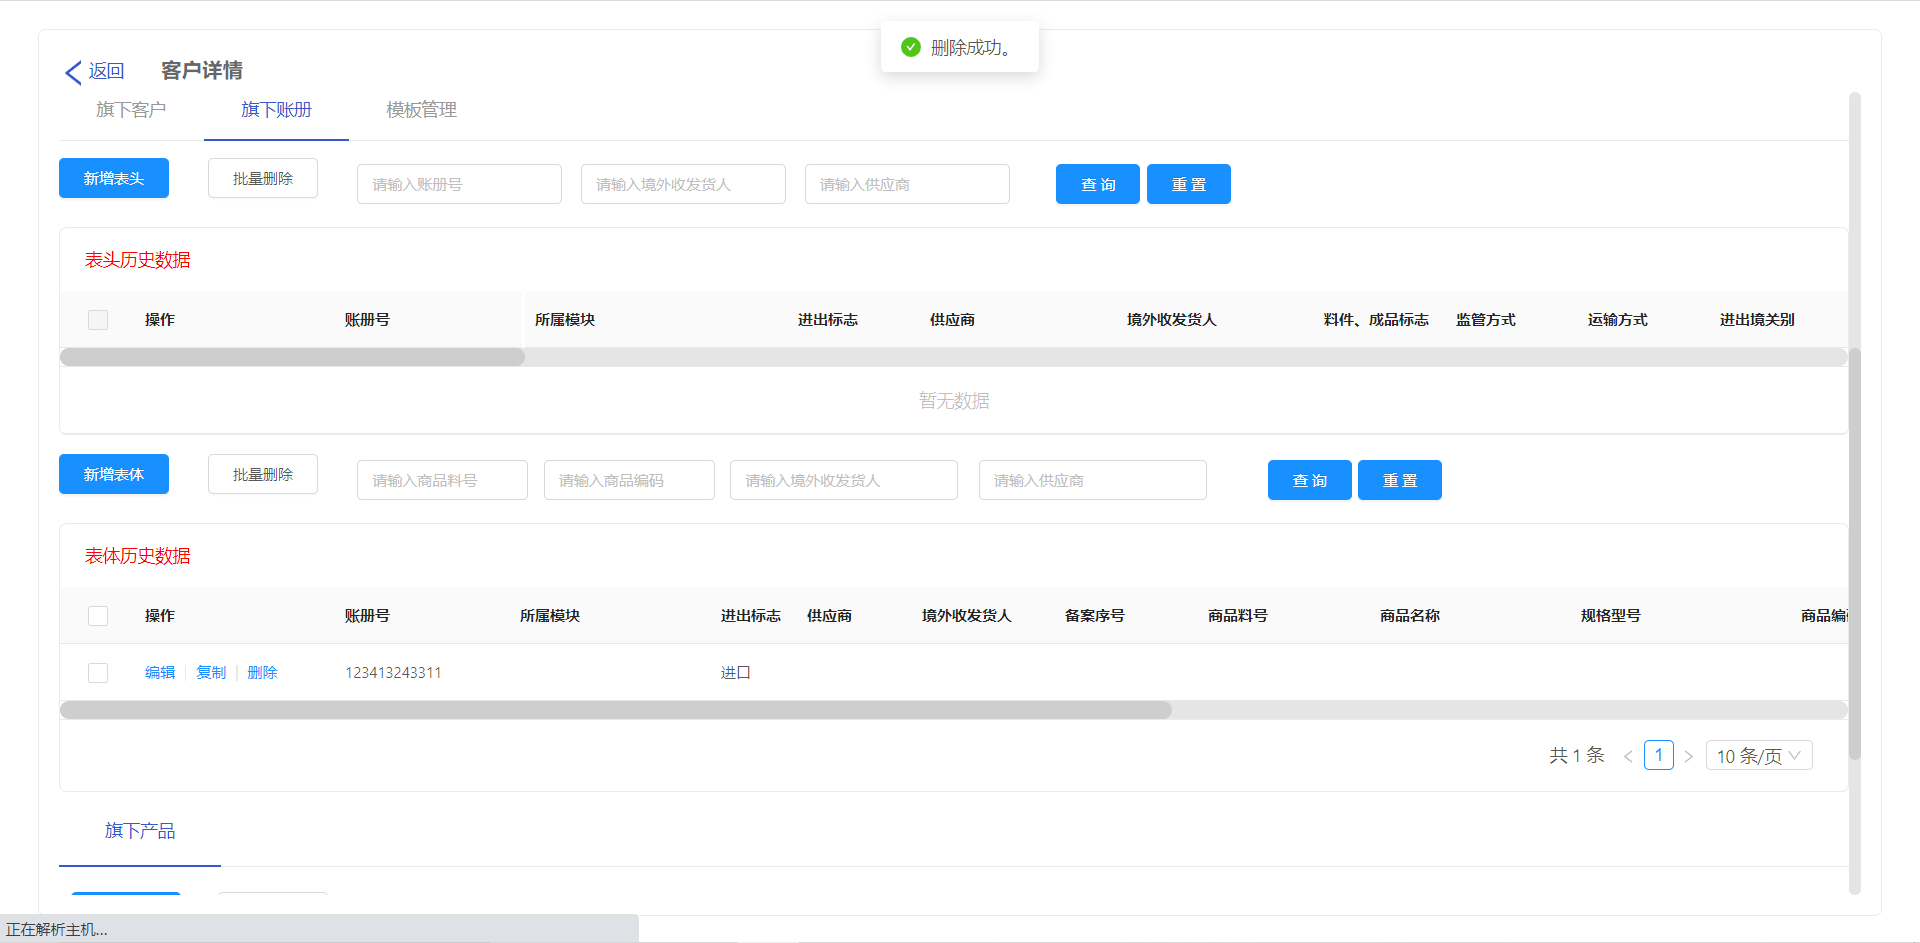 删除成功。
返回 客户详情
旗下客户 旗下账册 模板管理
新增表头 批量删除 请输入账册号 请输入境外收发货人 请输入供应商 查 询 重 置
表头历史数据
操作 账册号 所属模块 进出标志 供应商 境外收发货人 料件、成品标志 监管方式 运输方式 进出境关别
暂无数据
新增表体 批量删除 请输入商品料号 请输入商品编码 请输入境外收发货人 请输入供应商 查 询 重 置
表体历史数据
操作 账册号 所属模块 进出标志 供应商 境外收发货人 备案序号 商品料号 商品名称 规格型号 商品编
编辑 复制 删除 123413243311 进口
共 1 条 < 1 > 10 条/页
旗下产品
正在解析主机...